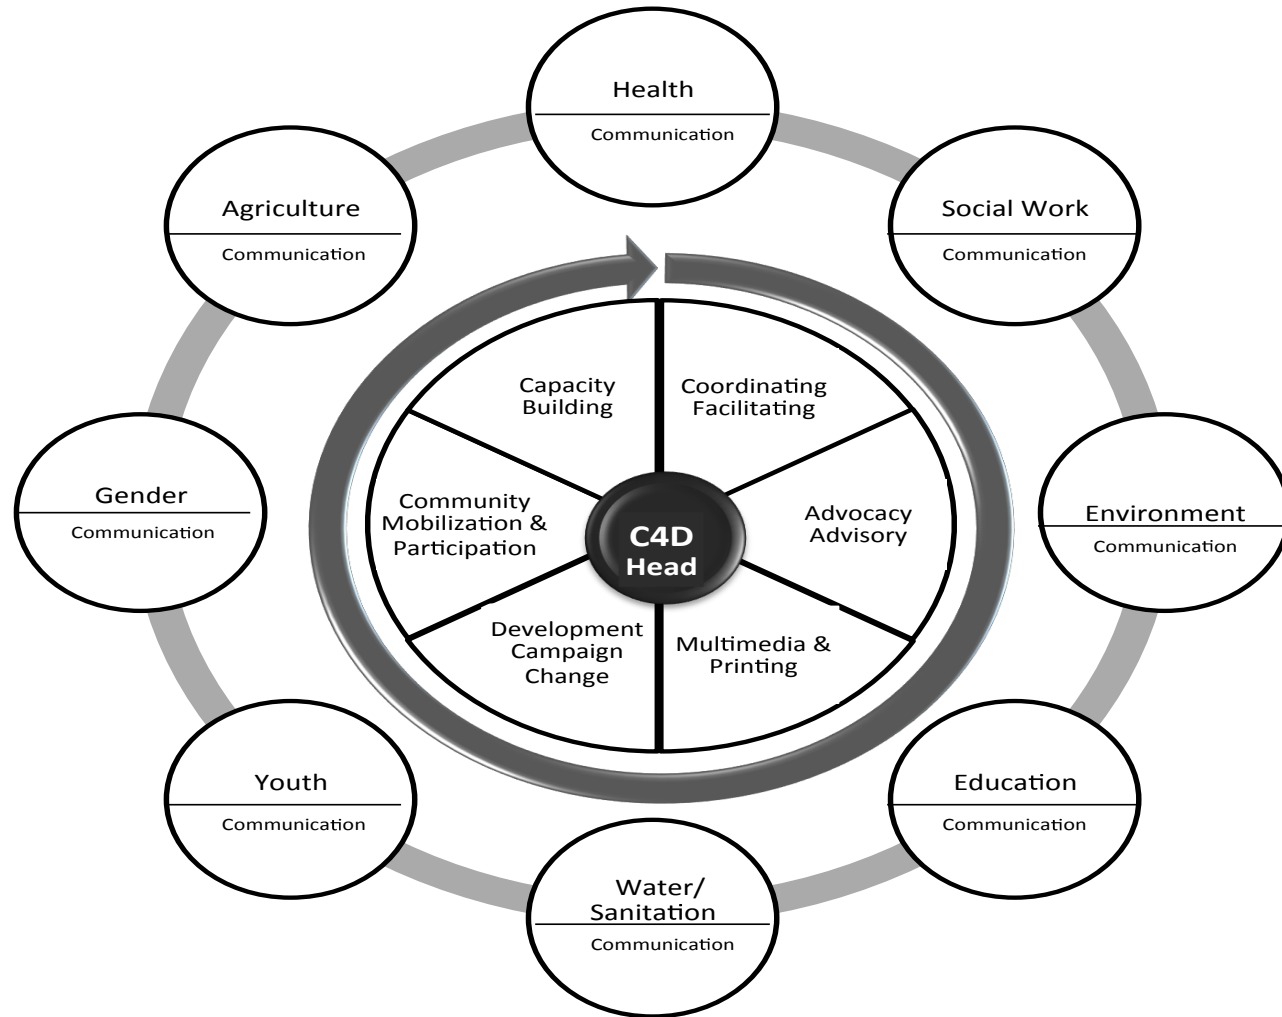 Health
Communication
Agriculture
Communication
Social Work
Communication
Capacity
Building
Coordinating
Facilitating
Gender
Communication
Community
Mobilization &
Participation
C4D
Head
Advocacy
Advisory
Environment
Communication
Development
Campaign
Change
Multimedia &
Printing
Youth
Communication
Education
Communication
Water/
Sanitation
Communication